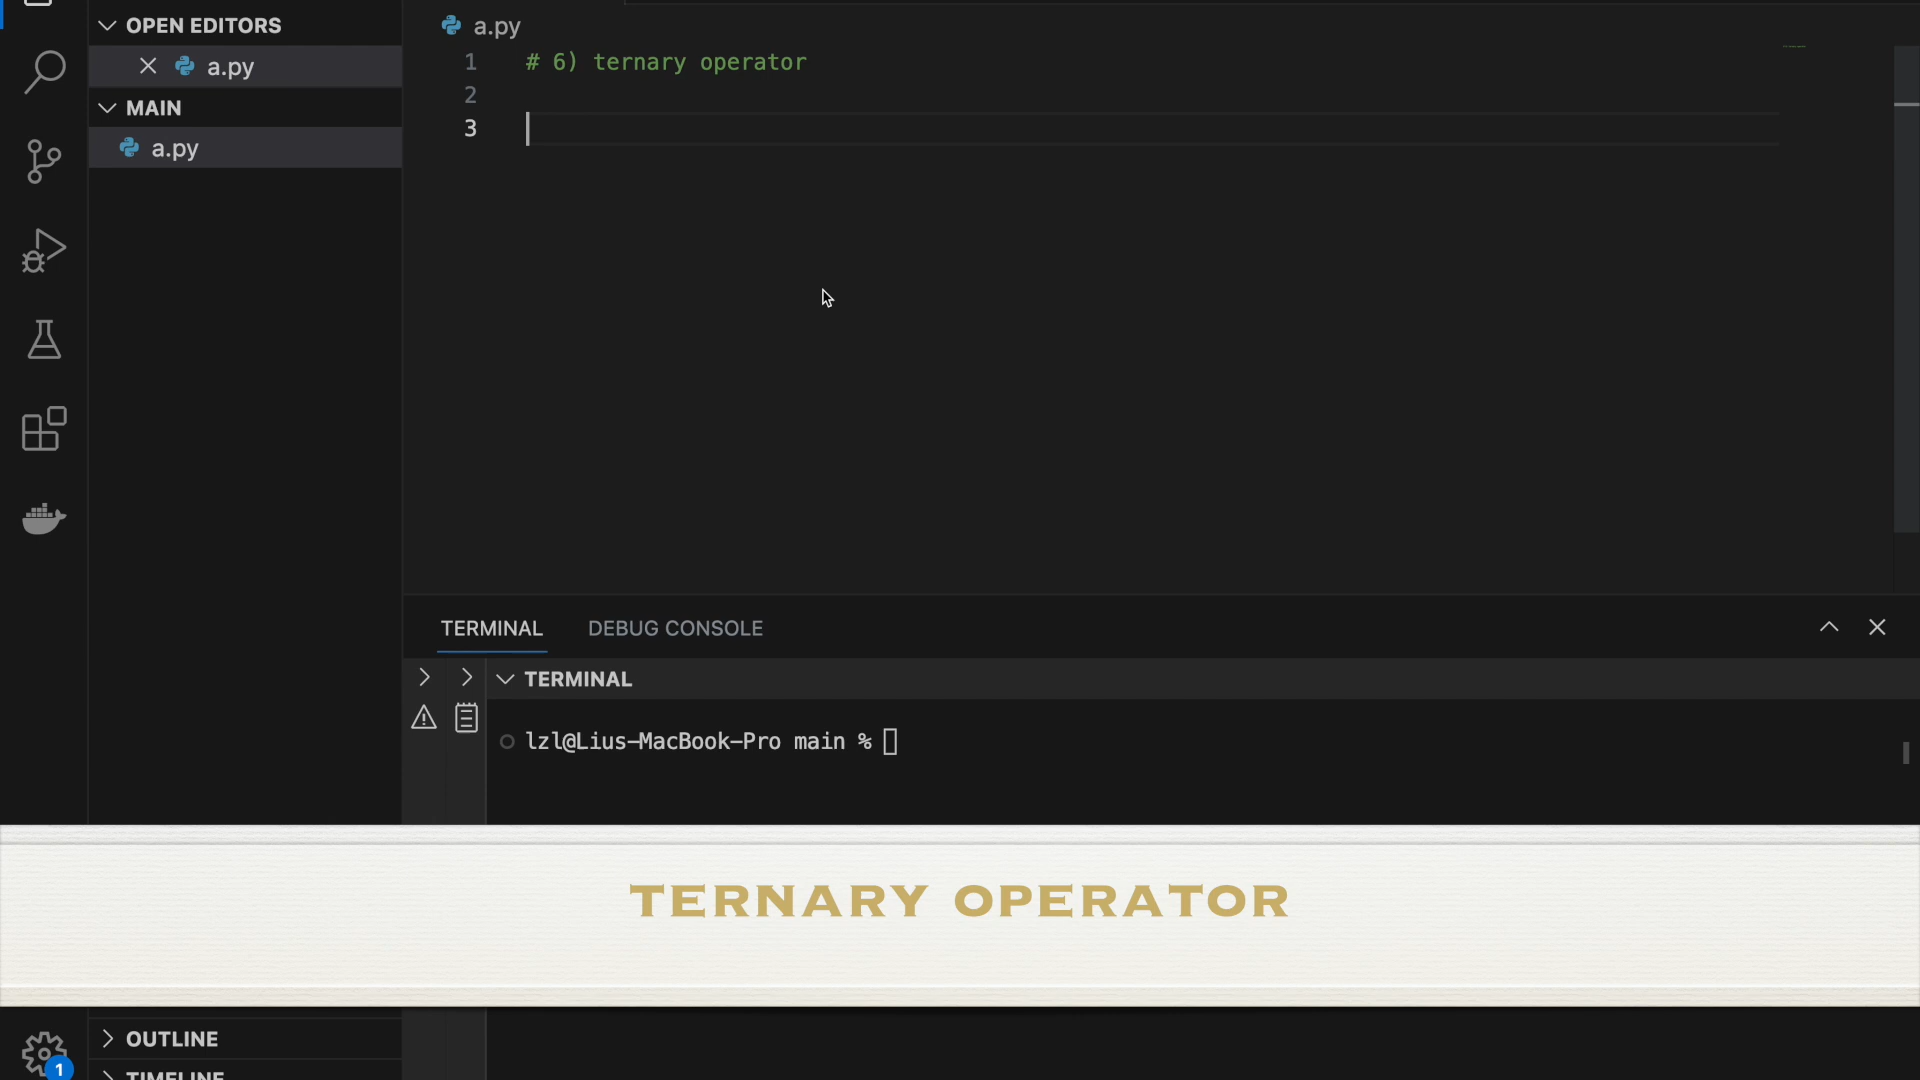 OPEN EDITORS
a.py
MAIN
a.py
a.py
1 # 6) ternary operator
2
3
TERMINAL DEBUG CONSOLE
TERMINAL
lzl@Lius-MacBook-Pro main %
TERNARY OPERATOR
OUTLINE
1
TIMELINE